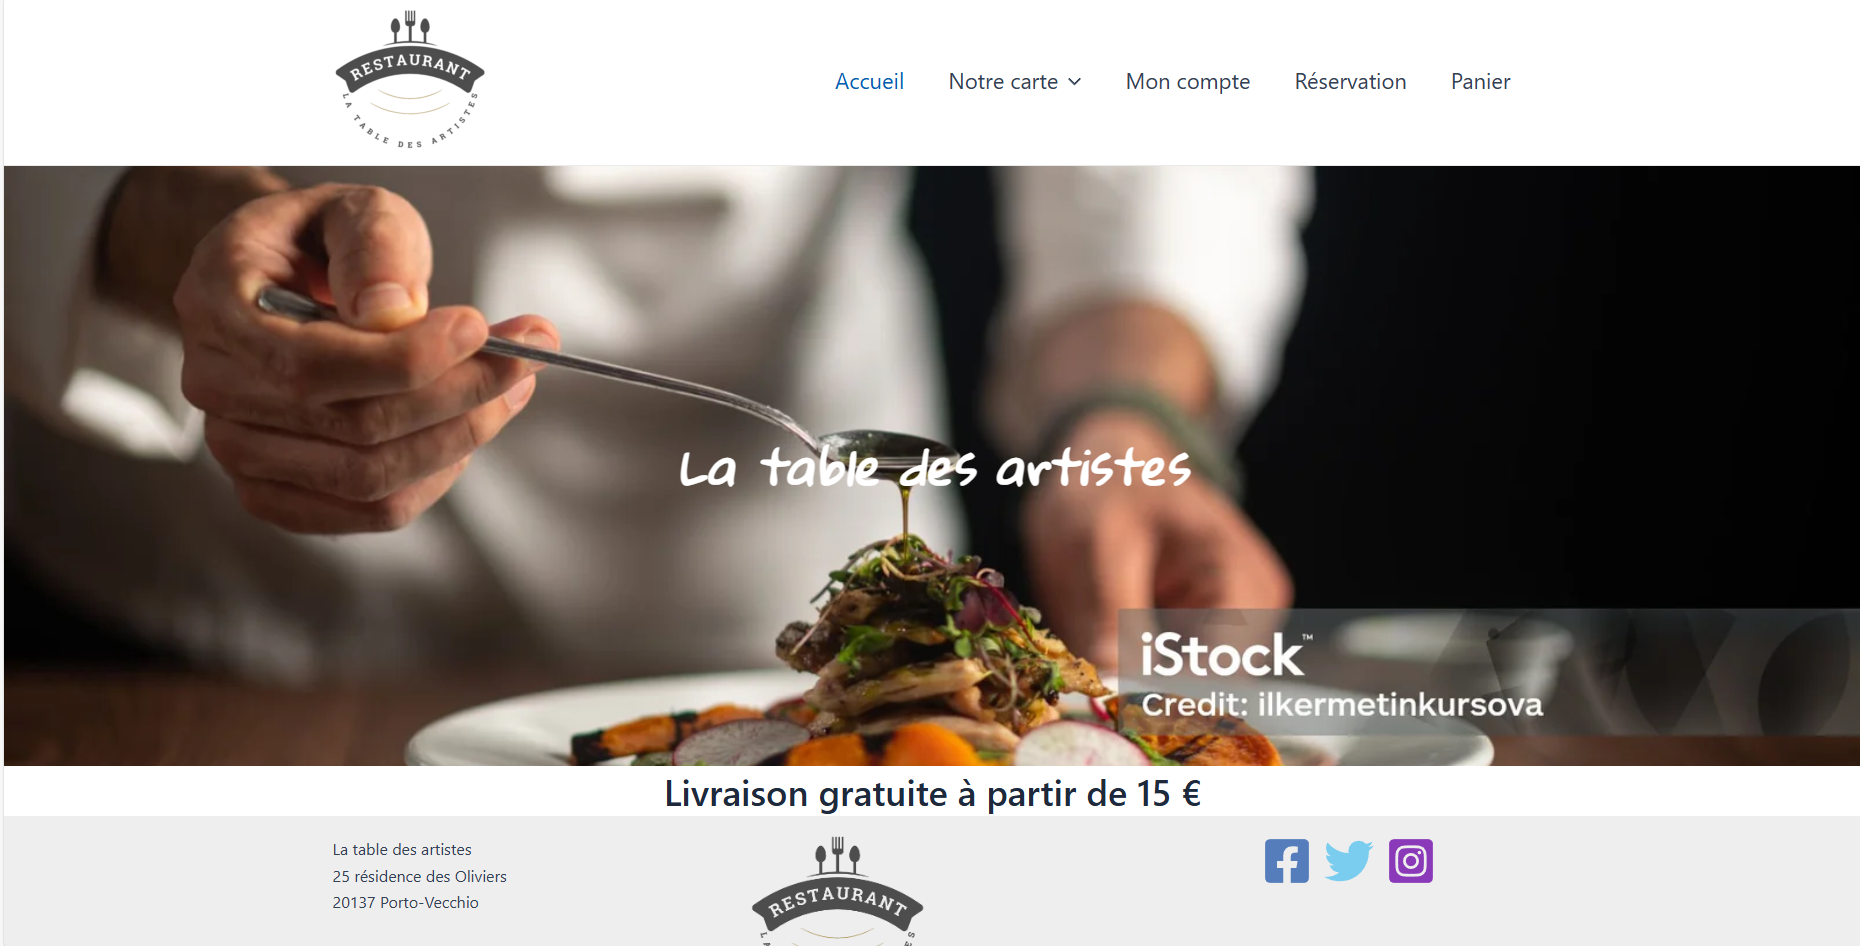 RESTAURANT
LA TABLE DES ARTISTES
Accueil
Notre carte
Mon compte
Réservation
Panier
La table des artistes
iStock™
Credit: ilkermetinkursova
Livraison gratuite à partir de 15 €
La table des artistes
25 résidence des Oliviers
20137 Porto-Vecchio
RESTAURANT